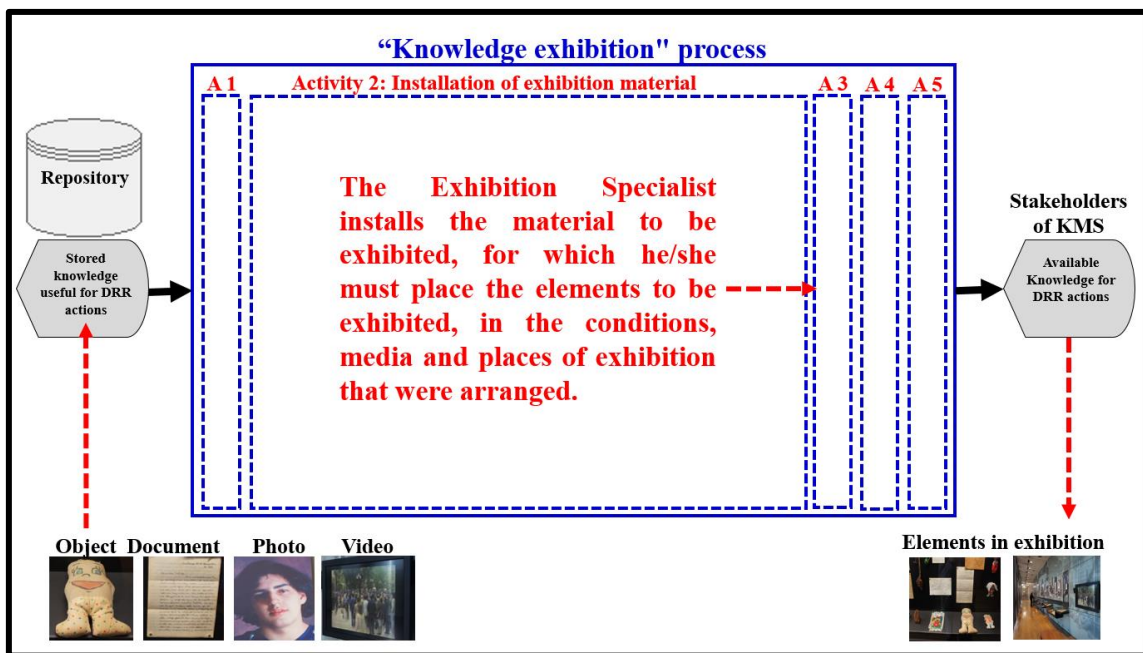 “Knowledge exhibition" process
A 1
Activity 2: Installation of exhibition material
A 3
A 4
A 5
Repository
Stored
knowledge
useful for DRR
actions
The Exhibition Specialist
installs the material to be
exhibited, for which he/she
must place the elements to be
exhibited, in the conditions,
media and places of exhibition
that were arranged.
Stakeholders
of KMS
Available
Knowledge for
DRR actions
Object
Document
Photo
Video
Elements in exhibition